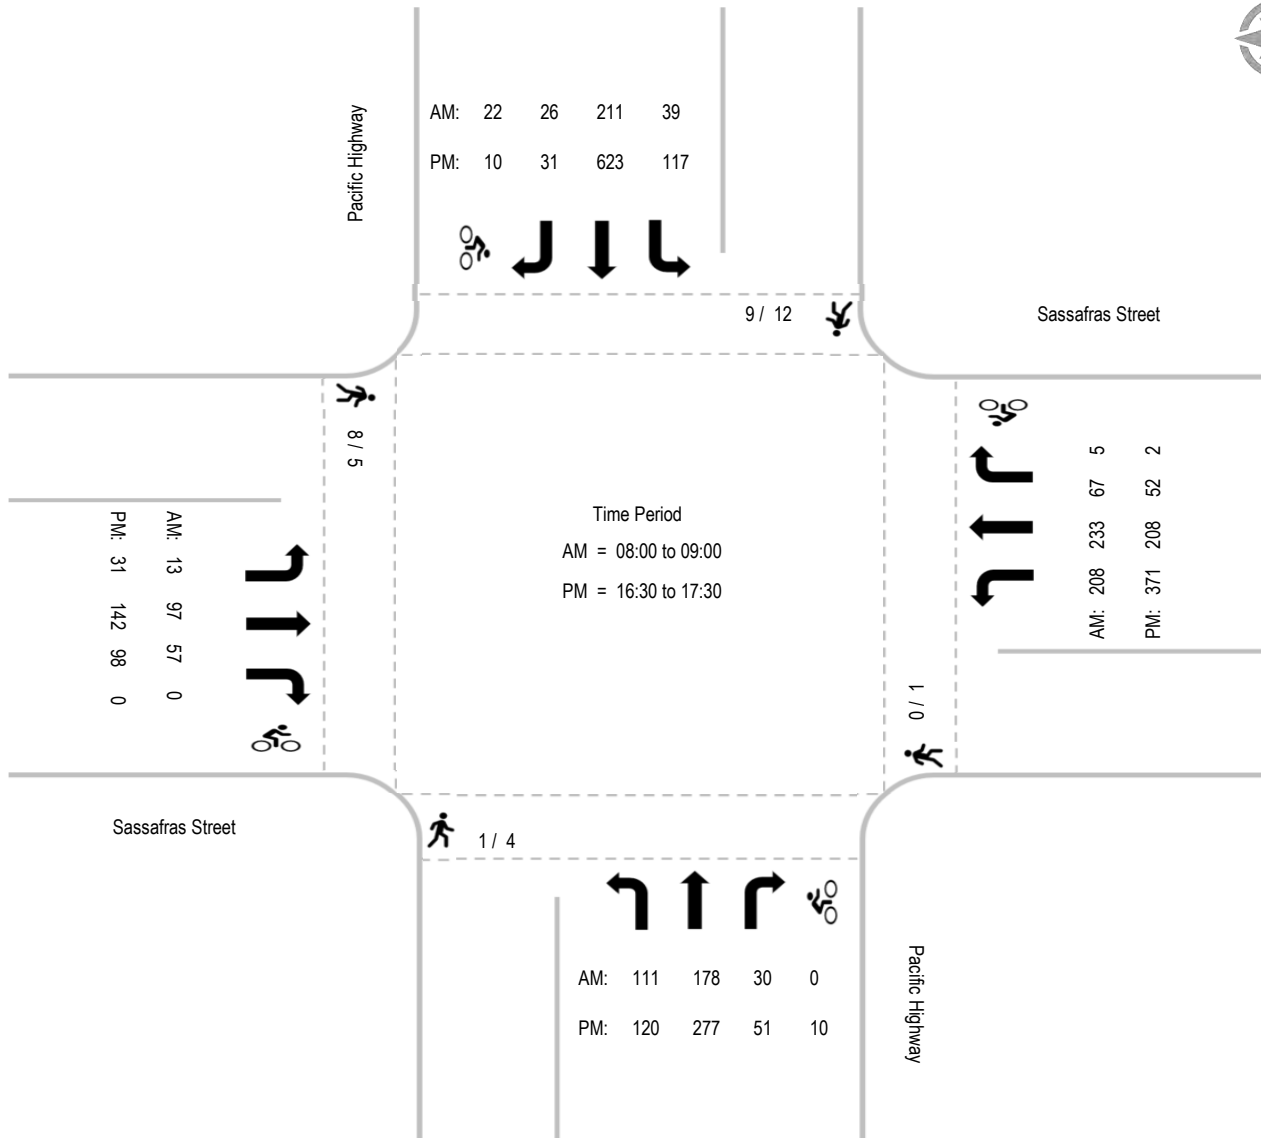 Pacific Highway
AM: 22 26 211 39
PM: 10 31 623 117
9 / 12
Sassafras Street
8 / 5
AM: 208 233 67 5
PM: 371 208 52 2
Time Period
AM = 08:00 to 09:00
PM = 16:30 to 17:30
AM: 13 97 57 0
PM: 31 142 98 0
0 / 1
Sassafras Street
1 / 4
AM: 111 178 30 0
PM: 120 277 51 10
Pacific Highway